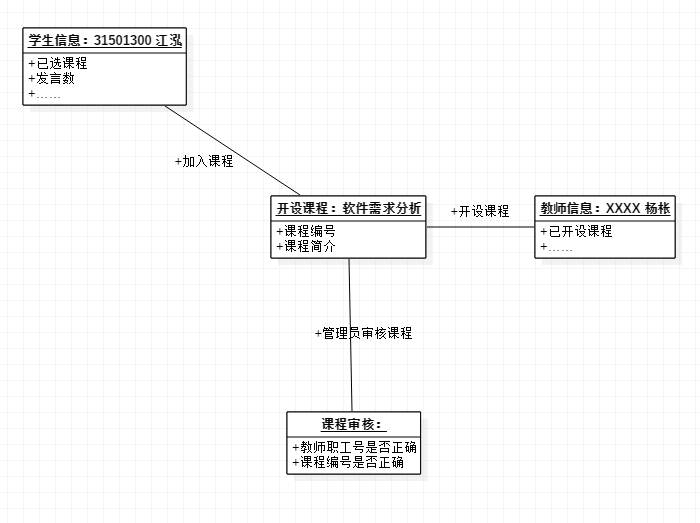 学生信息：31501300 江泓
+已选课程
+发言数
+……
+加入课程
开设课程：软件需求分析
+课程编号
+课程简介
+开设课程
教师信息：XXXX 杨枨
+已开设课程
+……
+管理员审核课程
课程审核：
+教师职工号是否正确
+课程编号是否正确